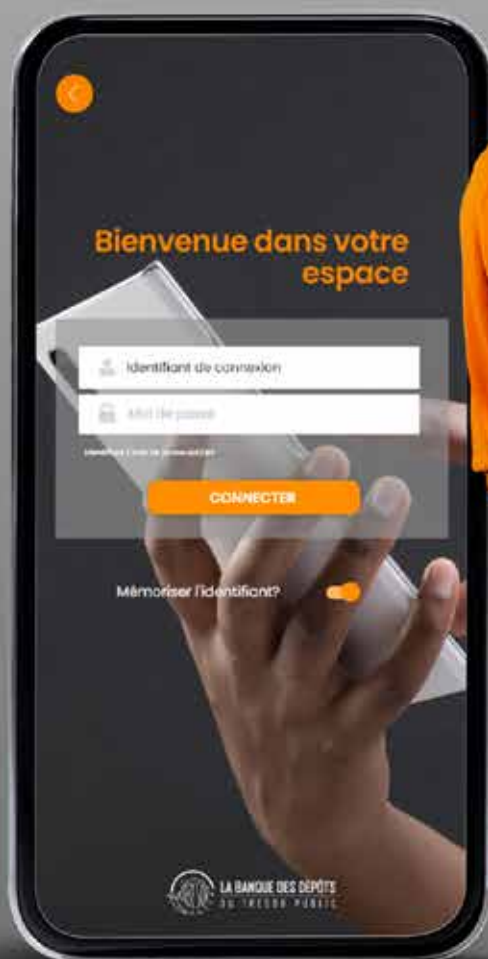 Bienvenue dans votre
espace
Identifiant de connexion
Mot de passe
CONNECTER
Mémoriser l'identifiant?
LA BANQUE DES DÉPÔTS
DU TRÉSOR PUBLIC